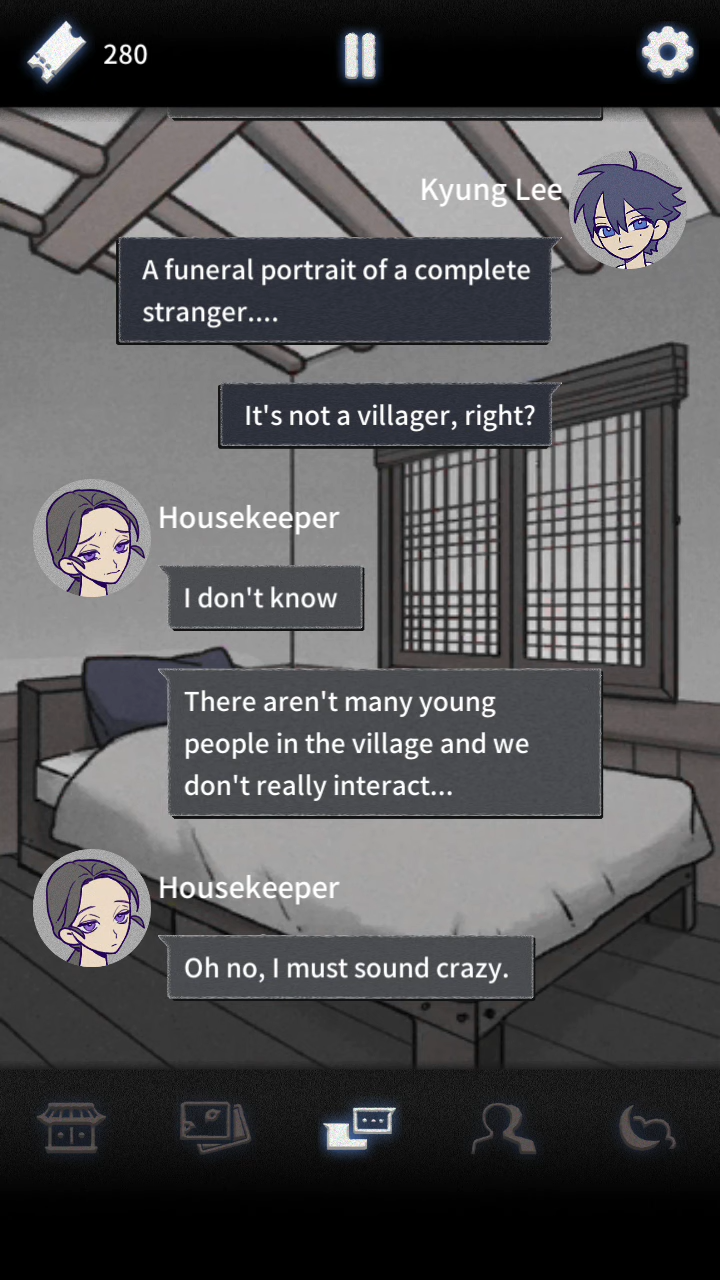 280
Kyung Lee
A funeral portrait of a complete
stranger....
It's not a villager, right?
Housekeeper
I don't know
There aren't many young
people in the village and we
don't really interact...
Housekeeper
Oh no, I must sound crazy.